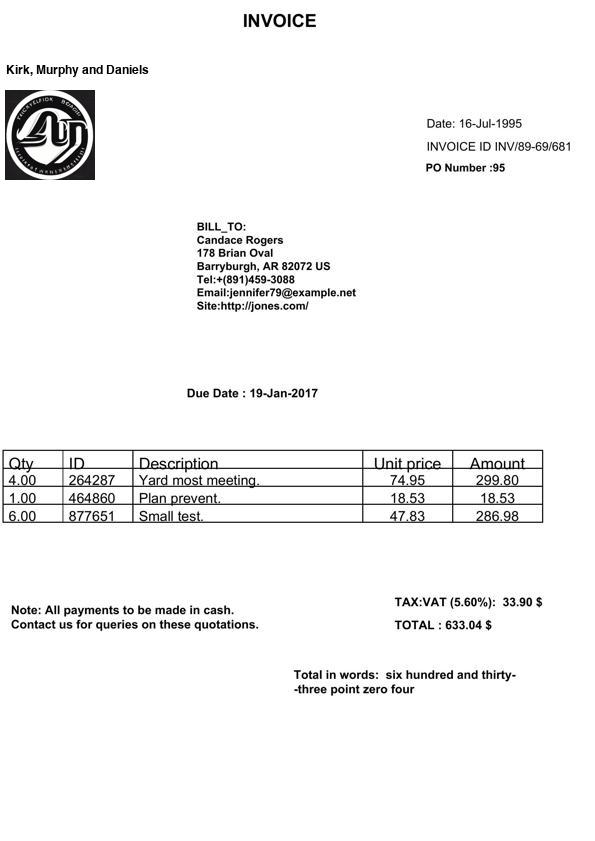 INVOICE
Kirk, Murphy and Daniels
Date: 16-Jul-1995
INVOICE ID INV/89-69/681
PO Number :95
BILL_TO:
Candace Rogers
178 Brian Oval
Barryburgh, AR 82072 US
Tel:+(891)459-3088
Email:jennifer79@example.net
Site:http://jones.com/
Due Date : 19-Jan-2017
Qty ID Description Unit price Amount
4.00 264287 Yard most meeting. 74.95 299.80
1.00 464860 Plan prevent. 18.53 18.53
6.00 877651 Small test. 47.83 286.98
TAX:VAT (5.60%): 33.90 $
Note: All payments to be made in cash.
Contact us for queries on these quotations.
TOTAL : 633.04 $
Total in words: six hundred and thirty-
-three point zero four